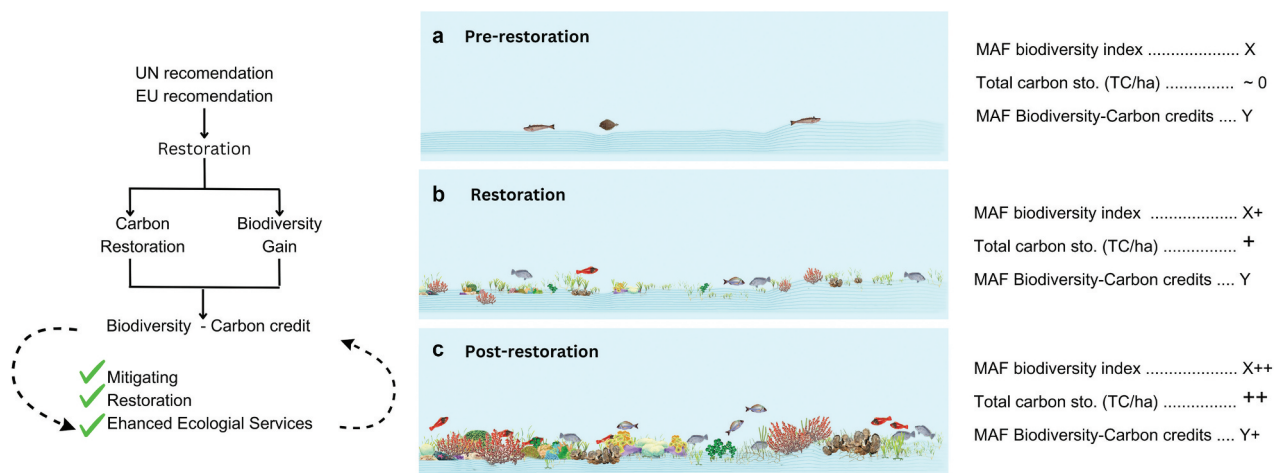 UN recomendation
EU recomendation
Restoration
Carbon
Restoration
Biodiversity
Gain
Biodiversity - Carbon credit
Mitigating
Restoration
Ehanced Ecologial Services
a Pre-restoration
MAF biodiversity index .................... X
Total carbon sto. (TC/ha) ............... ~ 0
MAF Biodiversity-Carbon credits .... Y
b Restoration
MAF biodiversity index .................... X+
Total carbon sto. (TC/ha) ................ +
MAF Biodiversity-Carbon credits .... Y
c Post-restoration
MAF biodiversity index .................... X++
Total carbon sto. (TC/ha) ................ ++
MAF Biodiversity-Carbon credits .... Y+